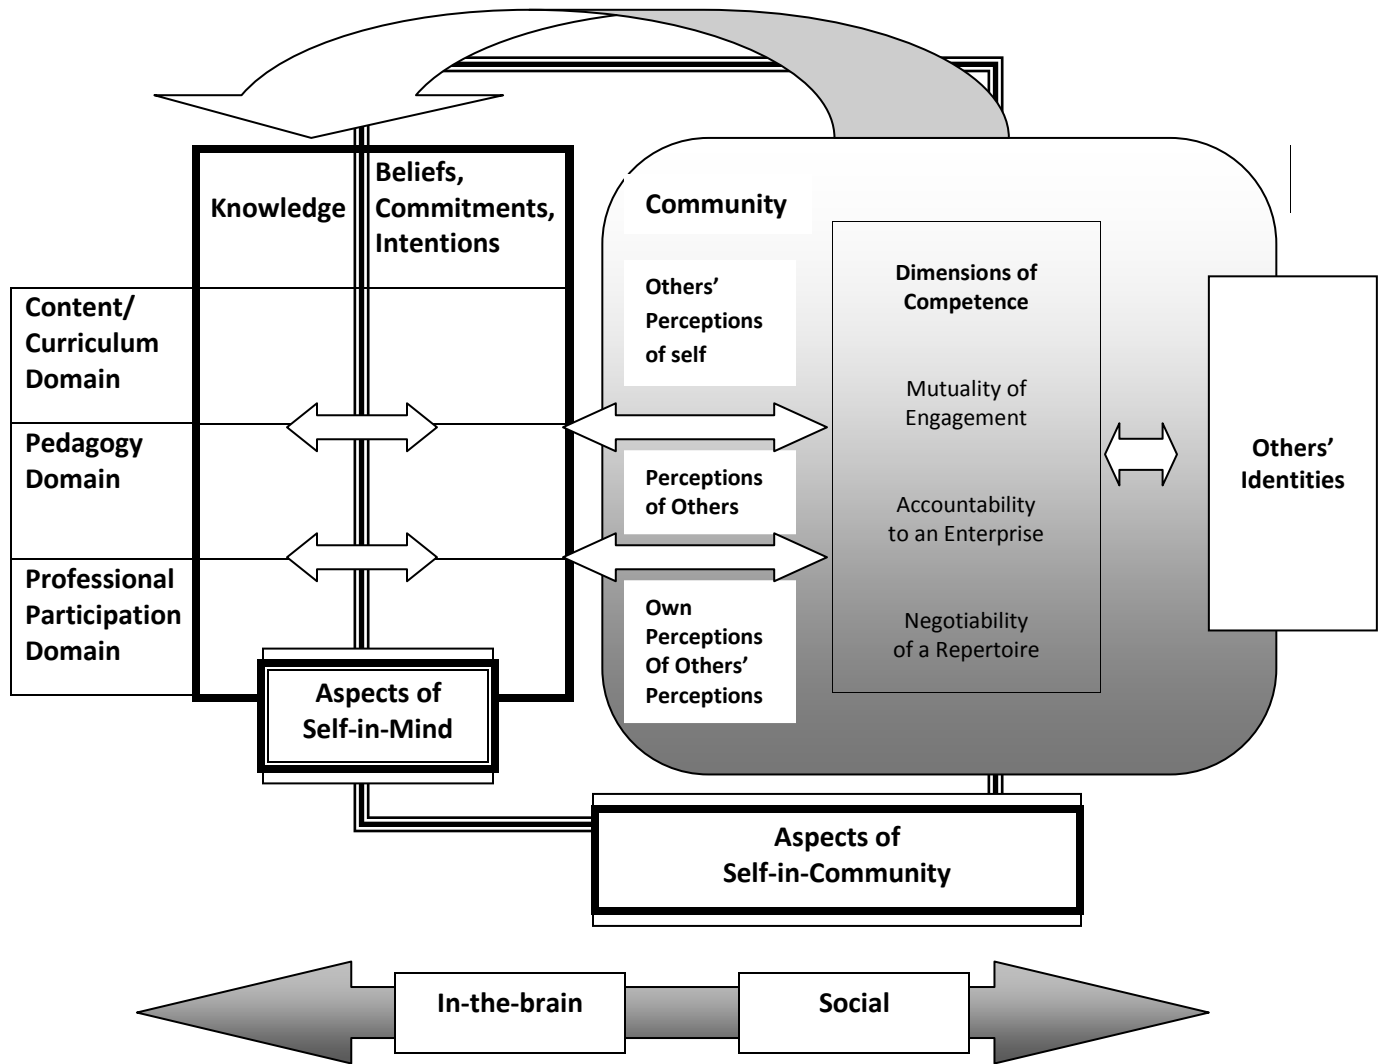 Knowledge
Beliefs,
Commitments,
Intentions
Content/
Curriculum
Domain
Pedagogy
Domain
Professional
Participation
Domain
Aspects of
Self-in-Mind
Community
Others’
Perceptions
of self
Perceptions
of Others
Own
Perceptions
Of Others’
Perceptions
Dimensions of
Competence
Mutuality of
Engagement
Accountability
to an Enterprise
Negotiability
of a Repertoire
Others’
Identities
Aspects of
Self-in-Community
In-the-brain
Social